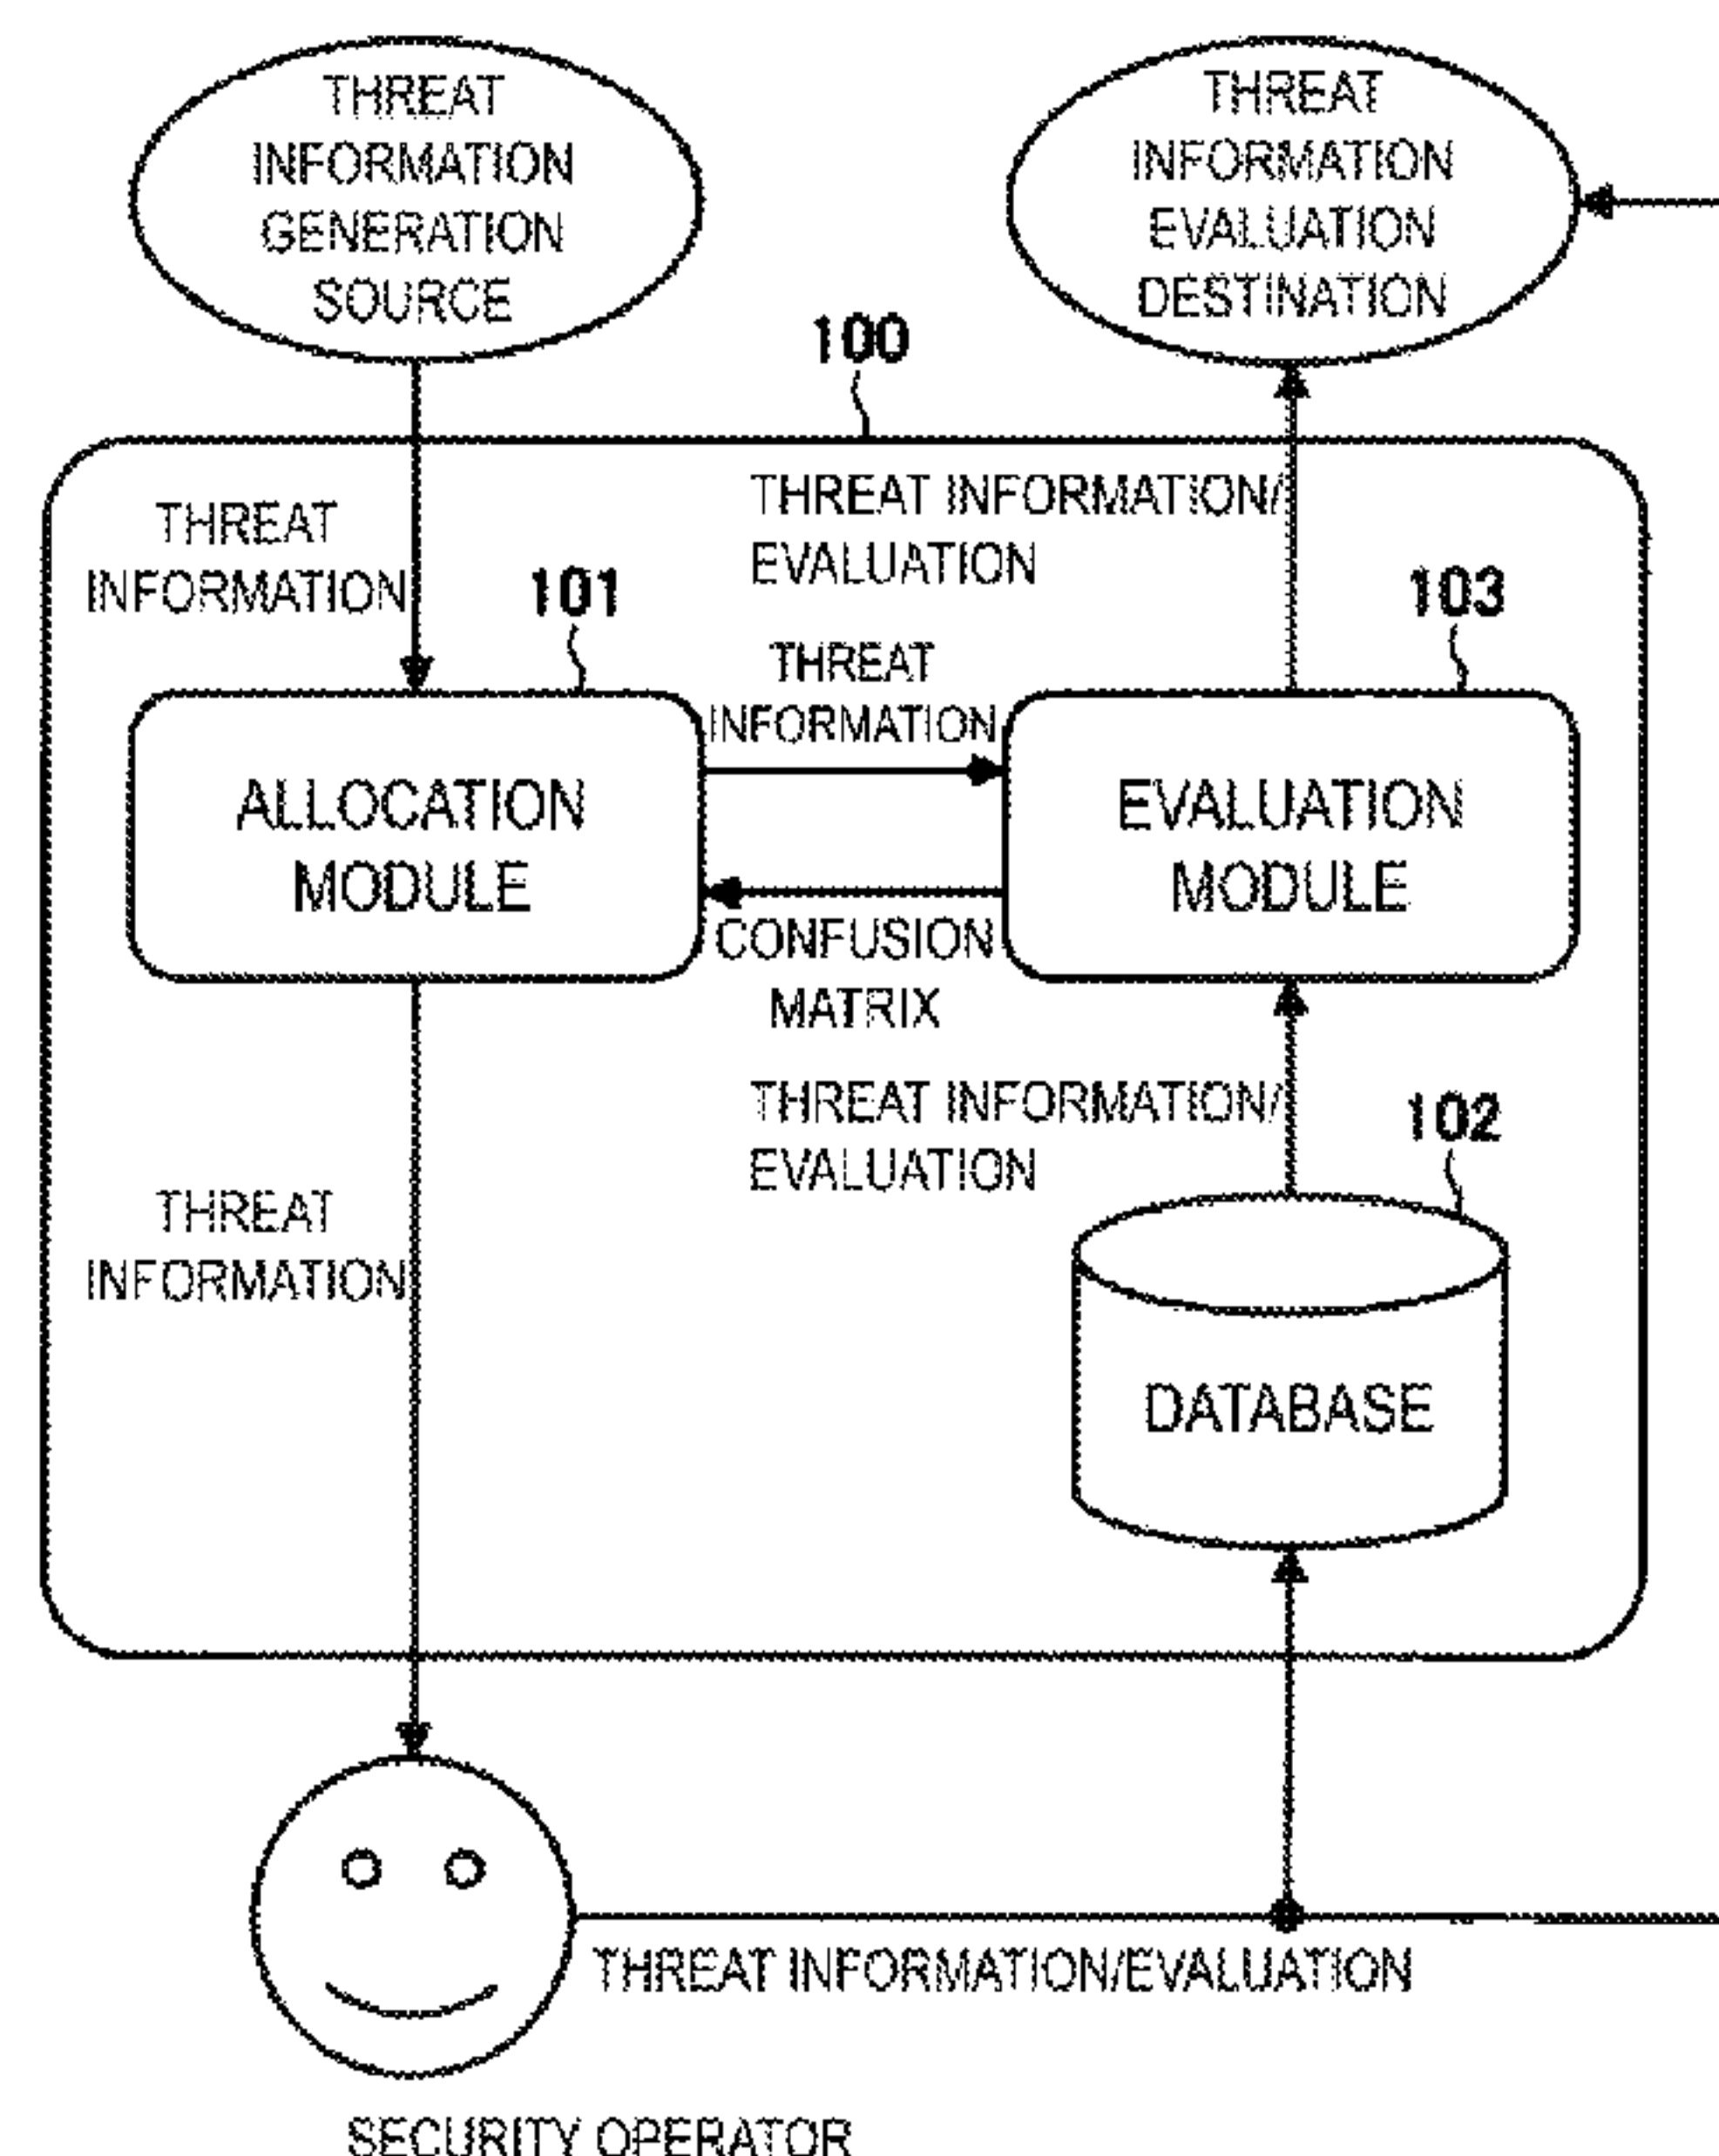 THREAT
INFORMATION
GENERATION
SOURCE
THREAT
INFORMATION
EVALUATION
DESTINATION
100
THREAT
INFORMATION
THREAT INFORMATION/
EVALUATION
101
103
THREAT
INFORMATION
ALLOCATION
MODULE
EVALUATION
MODULE
CONFUSION
MATRIX
THREAT INFORMATION/
EVALUATION
102
THREAT
INFORMATION
DATABASE
THREAT INFORMATION/EVALUATION
SECURITY OPERATOR